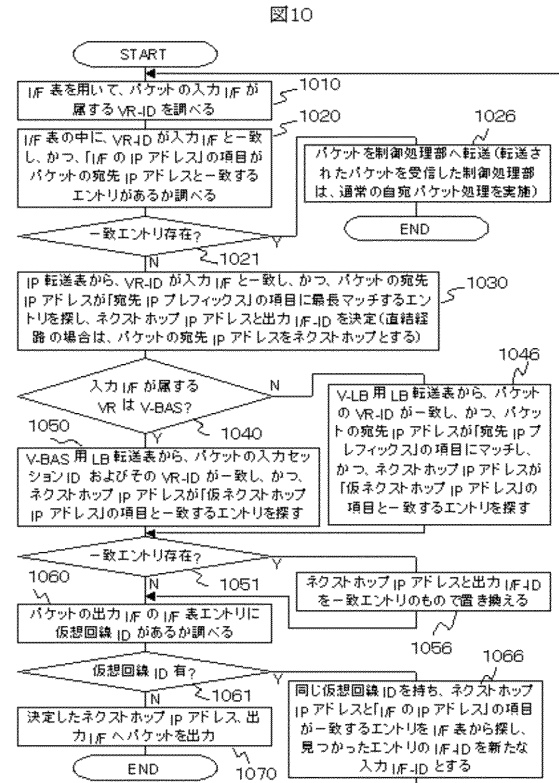 図10
START
I/F 表を用いて、パケットの入力 I/F が
属する VR-ID を調べる
1010
1020
I/F 表の中に、VR-ID が入力 I/F と一致
し、かつ、「I/F の IP アドレス」の項目が
パケットの宛先 IP アドレスと一致する
エントリがあるか調べる
1026
パケットを制御処理部へ転送(転送さ
れたパケットを受信した制御処理部
は、通常の自宛パケット処理を実施)
END
一致エントリ存在?
Y
1021
N
IP 転送表から、VR-ID が入力 I/F と一致し、かつ、パケットの宛先
IP アドレスが「宛先 IP プレフィックス」の項目に最長マッチするエン
トリを探し、ネクストホップ IP アドレスと出力 I/F-ID を決定(直結経
路の場合は、パケットの宛先 IP アドレスをネクストホップとする)
1030
入力 I/F が属する
VR は V-BAS?
N
1040
Y
1046
V-LB 用 LB 転送表から、パケット
の VR-ID が一致し、かつ、パケッ
トの宛先 IP アドレスが「宛先 IP プ
レフィックス」の項目にマッチし、
かつ、ネクストホップ IP アドレスが
「仮ネクストホップ IP アドレス」の
項目と一致するエントリを探す
1050
V-BAS 用 LB 転送表から、パケットの入力セッ
ション ID およびその VR-ID が一致し、かつ、
ネクストホップ IP アドレスが「仮ネクストホップ
IP アドレス」の項目と一致するエントリを探す
一致エントリ存在?
Y
1051
N
ネクストホップ IP アドレスと出力 I/F-ID
を一致エントリのもので置き換える
1056
1060
パケットの出力 I/F の I/F 表エントリに
仮想回線 ID があるか調べる
仮想回線 ID 有?
Y
1061
N
1066
同じ仮想回線 ID を持ち、ネクストホップ
IP アドレスと「I/F の IP アドレス」の項目
が一致するエントリを I/F 表から探し、
見つかったエントリの I/F-ID を新たな
入力 I/F-ID とする
決定したネクストホップ IP アドレス、出
力 I/F へパケットを出力
1070
END